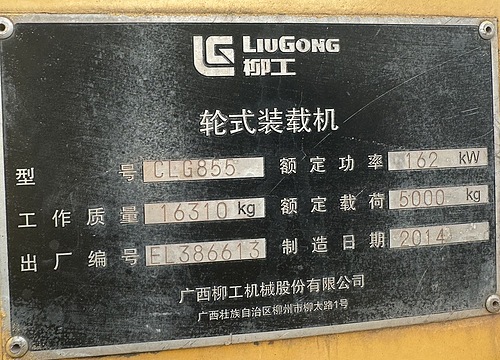 LIUGONG
柳工
轮式装载机
型号 CLG855 额定功率 162 kW
工作质量 16310 kg 额定载荷 5000 kg
出厂编号 EL386613 制造日期 2014
广西柳工机械股份有限公司
广西壮族自治区柳州市柳太路1号